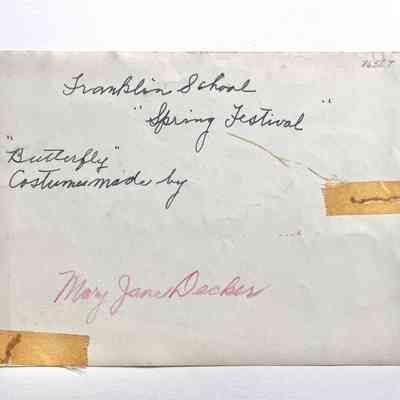 Franklin School
"Spring Festival"
"Butterfly"
Costumes made by
Mary Jane Decker